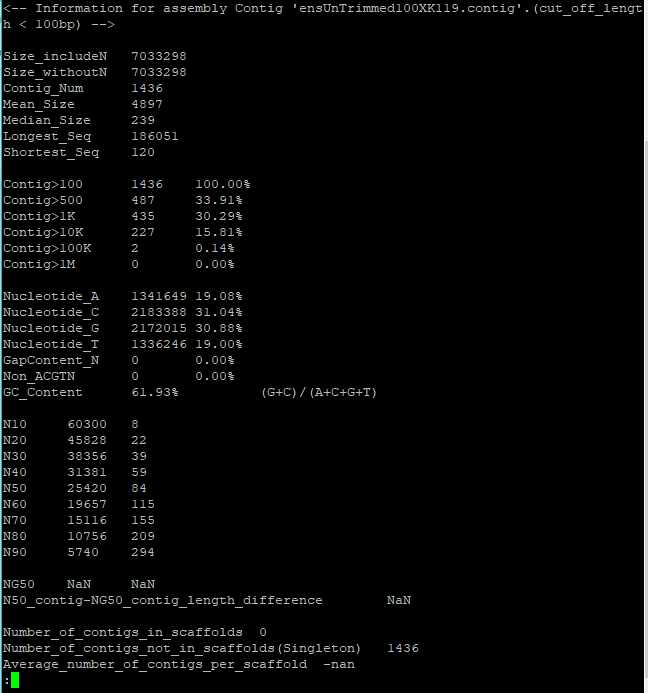 <-- Information for assembly Contig 'ensUnTrimmed100XK119.contig'.(cut_off_lengt
h < 100bp) -->
Size_includeN 7033298
Size_withoutN 7033298
Contig_Num 1436
Mean_Size 4897
Median_Size 239
Longest_Seq 186051
Shortest_Seq 120
Contig>100 1436 100.00%
Contig>500 487 33.91%
Contig>1K 435 30.29%
Contig>10K 227 15.81%
Contig>100K 2 0.14%
Contig>1M 0 0.00%
Nucleotide_A 1341649 19.08%
Nucleotide_C 2183388 31.04%
Nucleotide_G 2172015 30.88%
Nucleotide_T 1336246 19.00%
GapContent_N 0 0.00%
Non_ACGTN 0 0.00%
GC_Content 61.93% (G+C)/(A+C+G+T)
N10 60300 8
N20 45828 22
N30 38356 39
N40 31381 59
N50 25420 84
N60 19657 115
N70 15116 155
N80 10756 209
N90 5740 294
NG50 NaN NaN
N50_contig-NG50_contig_length_difference NaN
Number_of_contigs_in_scaffolds 0
Number_of_contigs_not_in_scaffolds(Singleton) 1436
Average_number_of_contigs_per_scaffold -nan
: